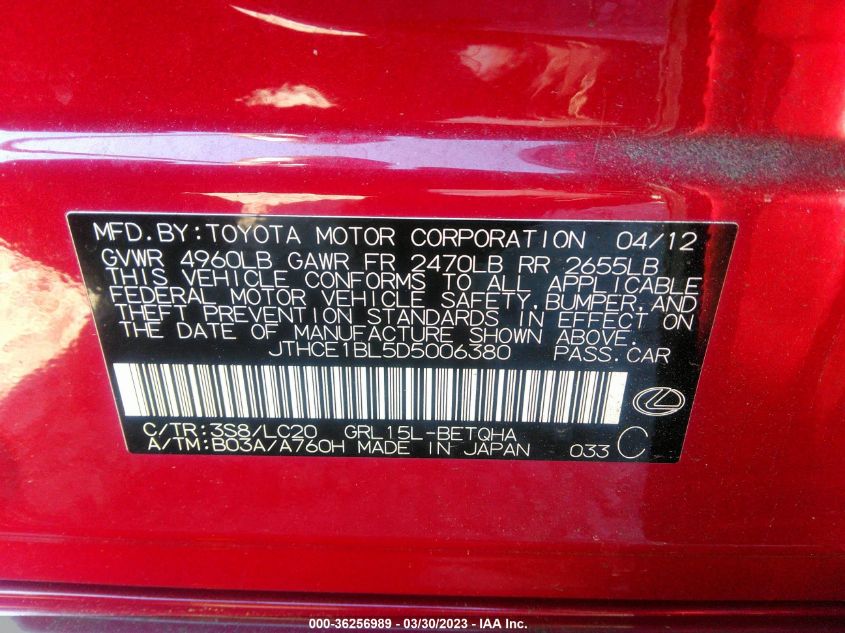 MFD.BY:TOYOTA MOTOR CORPORATION 04/12
GVWR 4960LB GAWR FR 2470LB RR 2655LB
THIS VEHICLE CONFORMS TO ALL APPLICABLE
FEDERAL MOTOR VEHICLE SAFETY, BUMPER, AND
THEFT PREVENTION STANDARDS IN EFFECT ON
THE DATE OF MANUFACTURE SHOWN ABOVE.
JTHCE1BL5D5006380 PASS.CAR
C/TR:3S8/LC20 GRL15L-BETQHA
A/TM:B03A/A760H MADE IN JAPAN 033 C
000-36256989 — 03/30/2023 — IAA Inc.